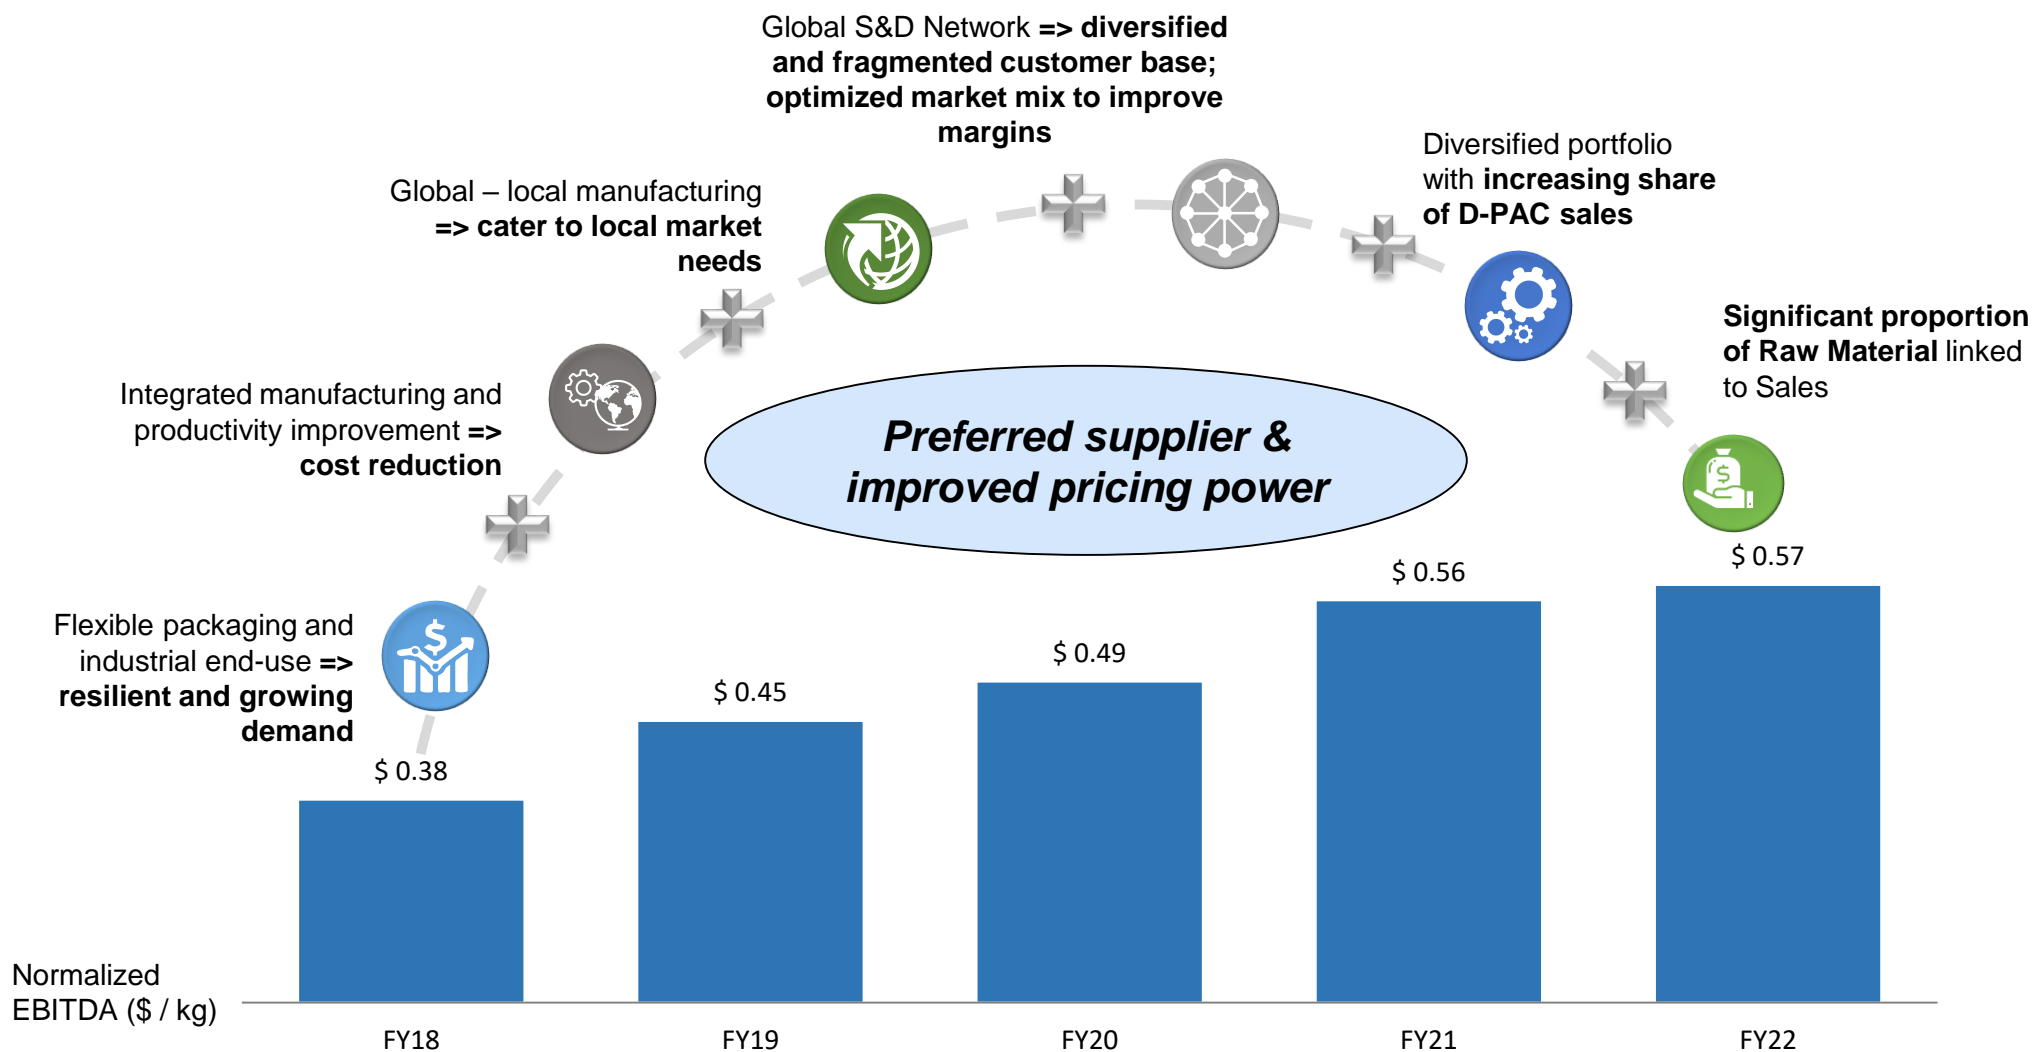 Global S&D Network => diversified
and fragmented customer base;
optimized market mix to improve
margins
Diversified portfolio
with increasing share
of D-PAC sales
Global – local manufacturing
=> cater to local market
needs
Significant proportion
of Raw Material linked
to Sales
Integrated manufacturing and
productivity improvement =>
cost reduction
Preferred supplier &
improved pricing power
Flexible packaging and
industrial end-use =>
resilient and growing
demand
$ 0.38
$ 0.45
$ 0.49
$ 0.56
$ 0.57
Normalized
EBITDA ($ / kg)
FY18
FY19
FY20
FY21
FY22